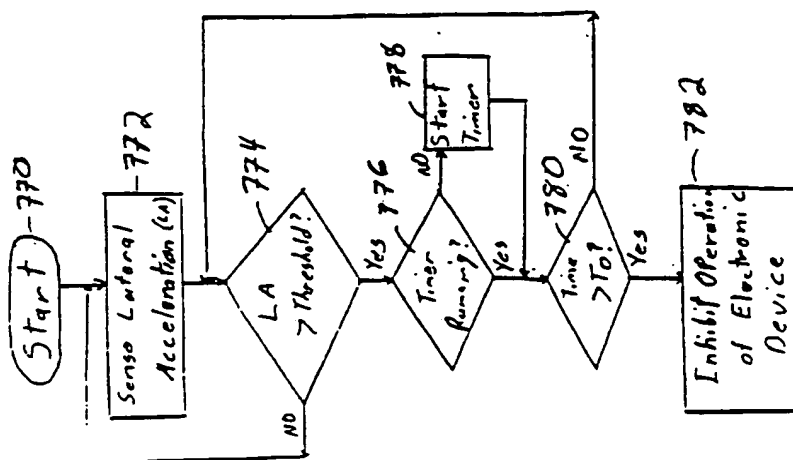 Start
770
Sense Lateral
Acceleration (LA)
772
LA
> Threshold?
774
NO
Yes
Timer
Running?
776
NO
Start
Timer
778
Yes
Time
> To?
780
NO
Yes
Inhibit Operation
of Electronic
Device
782